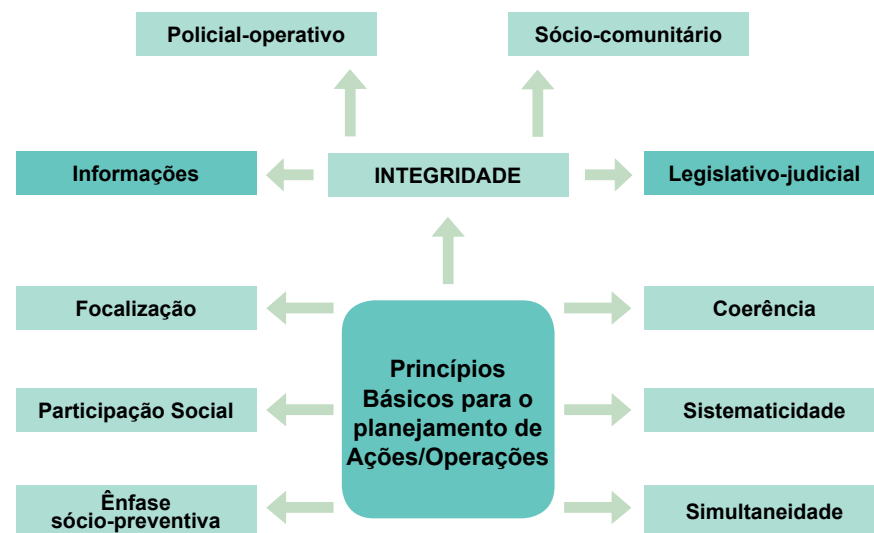 Policial-operativo
Sócio-comunitário
Informações
INTEGRIDADE
Legislativo-judicial
Focalização
Coerência
Princípios
Básicos para o
planejamento de
Ações/Operações
Participação Social
Sistematicidade
Ênfase
sócio-preventiva
Simultaneidade